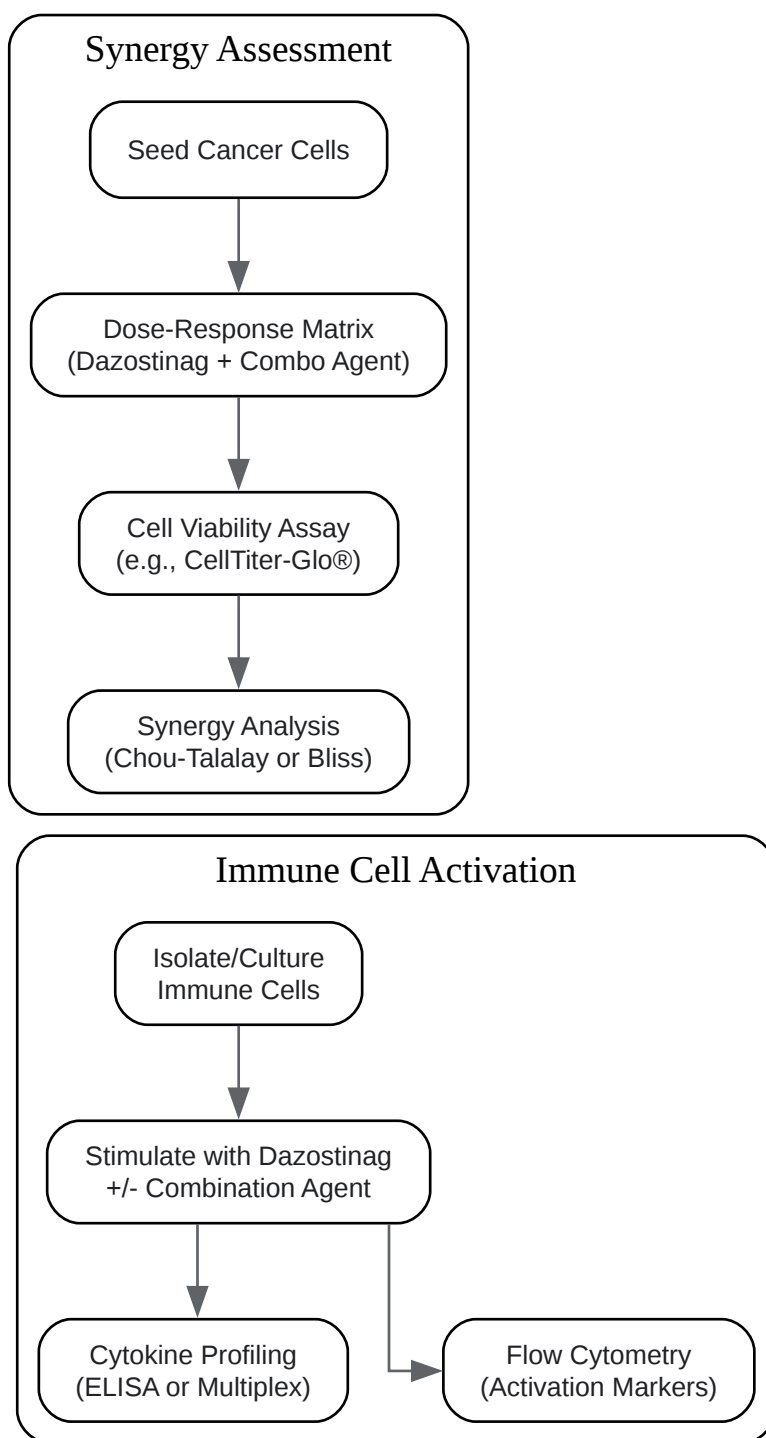 Synergy Assessment
Seed Cancer Cells
Dose-Response Matrix
(Dazostinag + Combo Agent)
Cell Viability Assay
(e.g., CellTiter-Glo®)
Synergy Analysis
(Chou-Talalay or Bliss)
Immune Cell Activation
Isolate/Culture
Immune Cells
Stimulate with Dazostinag
+/- Combination Agent
Cytokine Profiling
(ELISA or Multiplex)
Flow Cytometry
(Activation Markers)